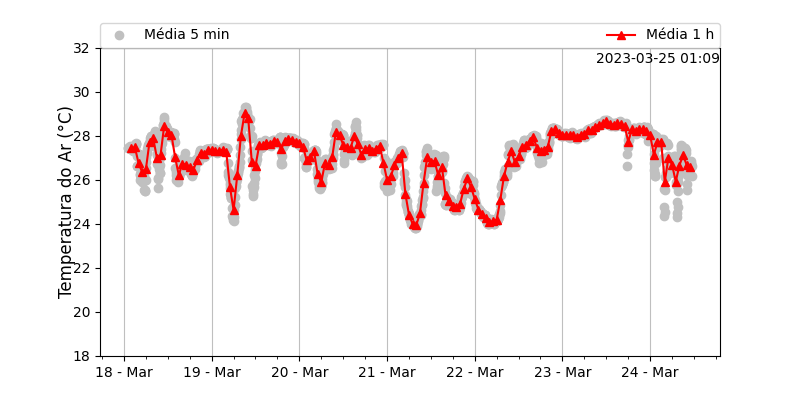 Média 5 min
Média 1 h
2023-03-25 01:09
Temperatura do Ar (°C)
32
30
28
26
24
22
20
18
18 - Mar
19 - Mar
20 - Mar
21 - Mar
22 - Mar
23 - Mar
24 - Mar